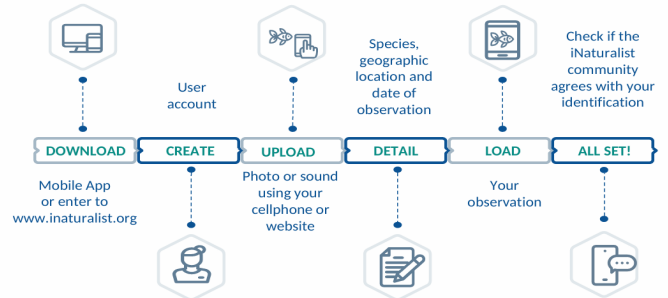 DOWNLOAD
Mobile App
or enter to
www.inaturalist.org
User
account
CREATE
UPLOAD
Photo or sound
using your
cellphone or
website
Species,
geographic
location and
date of
observation
DETAIL
LOAD
Your
observation
Check if the
iNaturalist
community
agrees with your
identification
ALL SET!